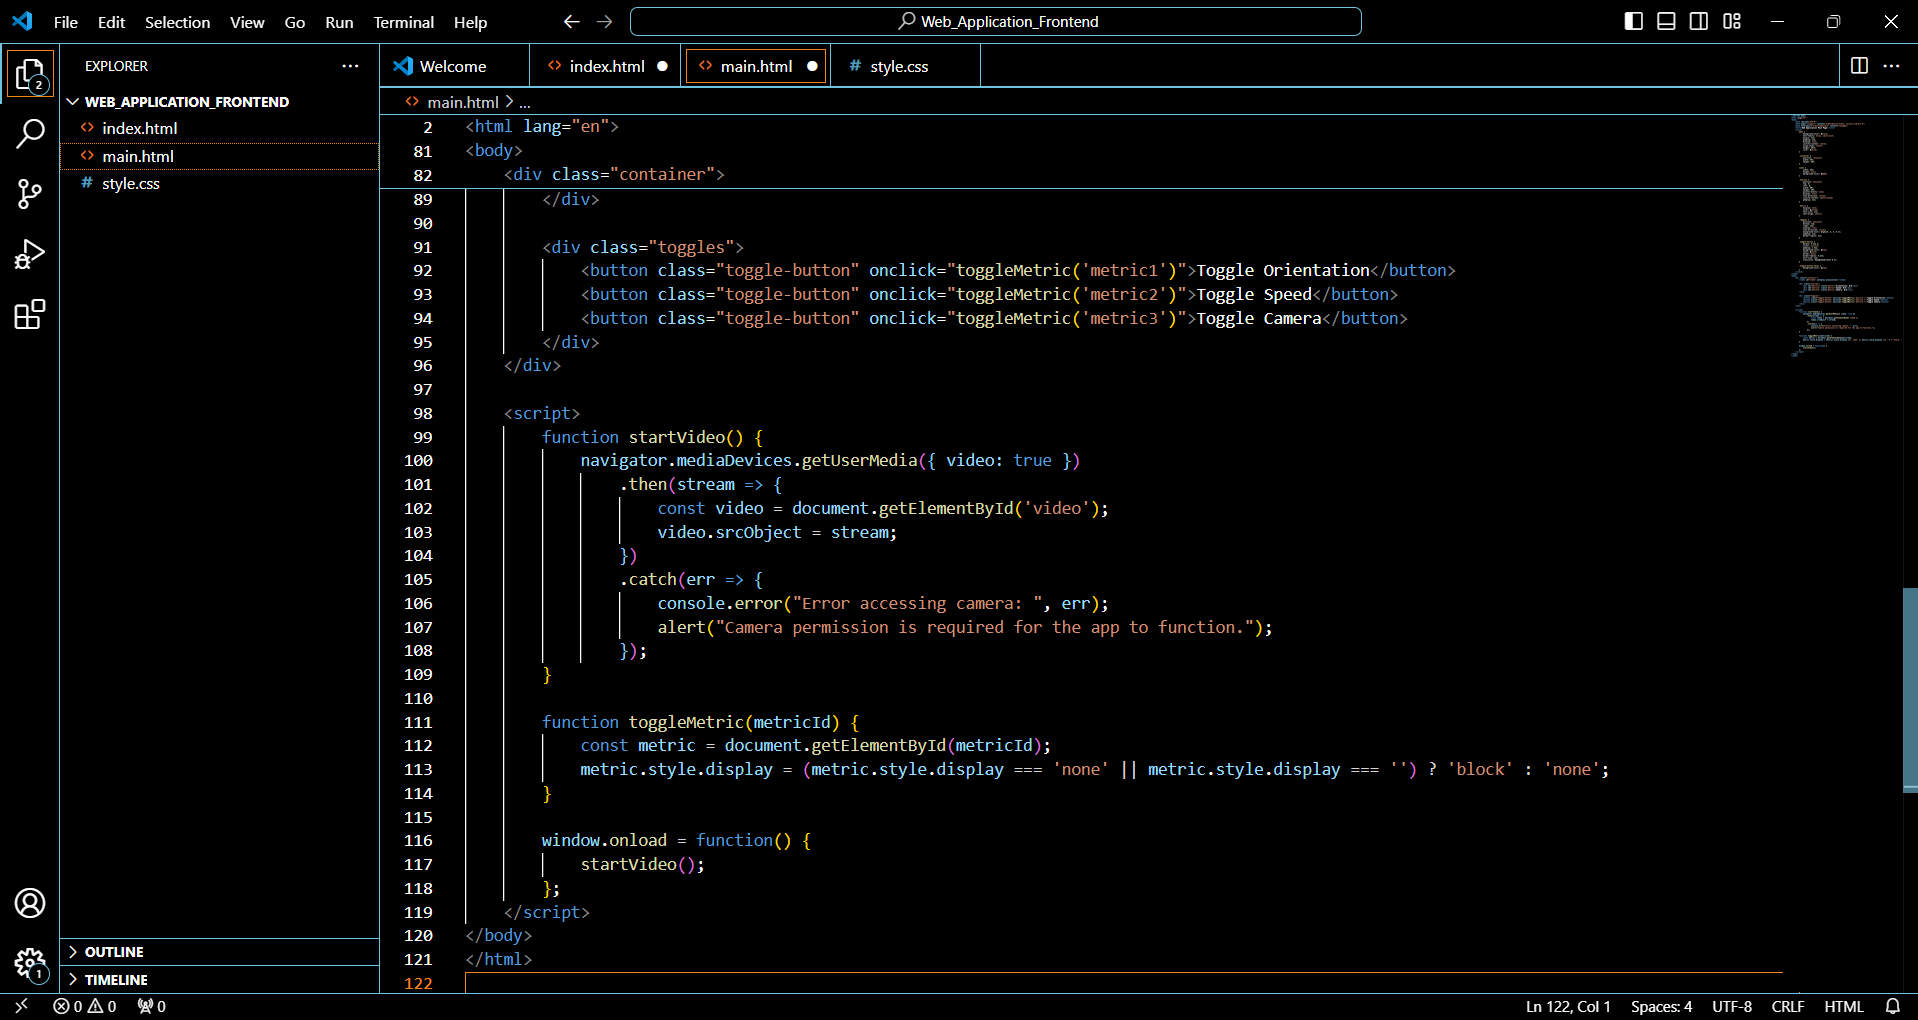 File Edit Selection View Go Run Terminal Help
Web_Application_Frontend
EXPLORER
2
WEB_APPLICATION_FRONTEND
index.html
main.html
style.css
Welcome
index.html
main.html
style.css
main.html > ...
2 <html lang="en">
81 <body>
82 <div class="container">
89 </div>
90
91 <div class="toggles">
92 <button class="toggle-button" onclick="toggleMetric('metric1')">Toggle Orientation</button>
93 <button class="toggle-button" onclick="toggleMetric('metric2')">Toggle Speed</button>
94 <button class="toggle-button" onclick="toggleMetric('metric3')">Toggle Camera</button>
95 </div>
96 </div>
97
98 <script>
99 function startVideo() {
100 navigator.mediaDevices.getUserMedia({ video: true })
101 .then(stream => {
102 const video = document.getElementById('video');
103 video.srcObject = stream;
104 })
105 .catch(err => {
106 console.error("Error accessing camera: ", err);
107 alert("Camera permission is required for the app to function.");
108 });
109 }
110
111 function toggleMetric(metricId) {
112 const metric = document.getElementById(metricId);
113 metric.style.display = (metric.style.display === 'none' || metric.style.display === '') ? 'block' : 'none';
114 }
115
116 window.onload = function() {
117 startVideo();
118 };
119 </script>
120 </body>
121 </html>
122
OUTLINE
1
TIMELINE
0 0 0
Ln 122, Col 1 Spaces: 4 UTF-8 CRLF HTML